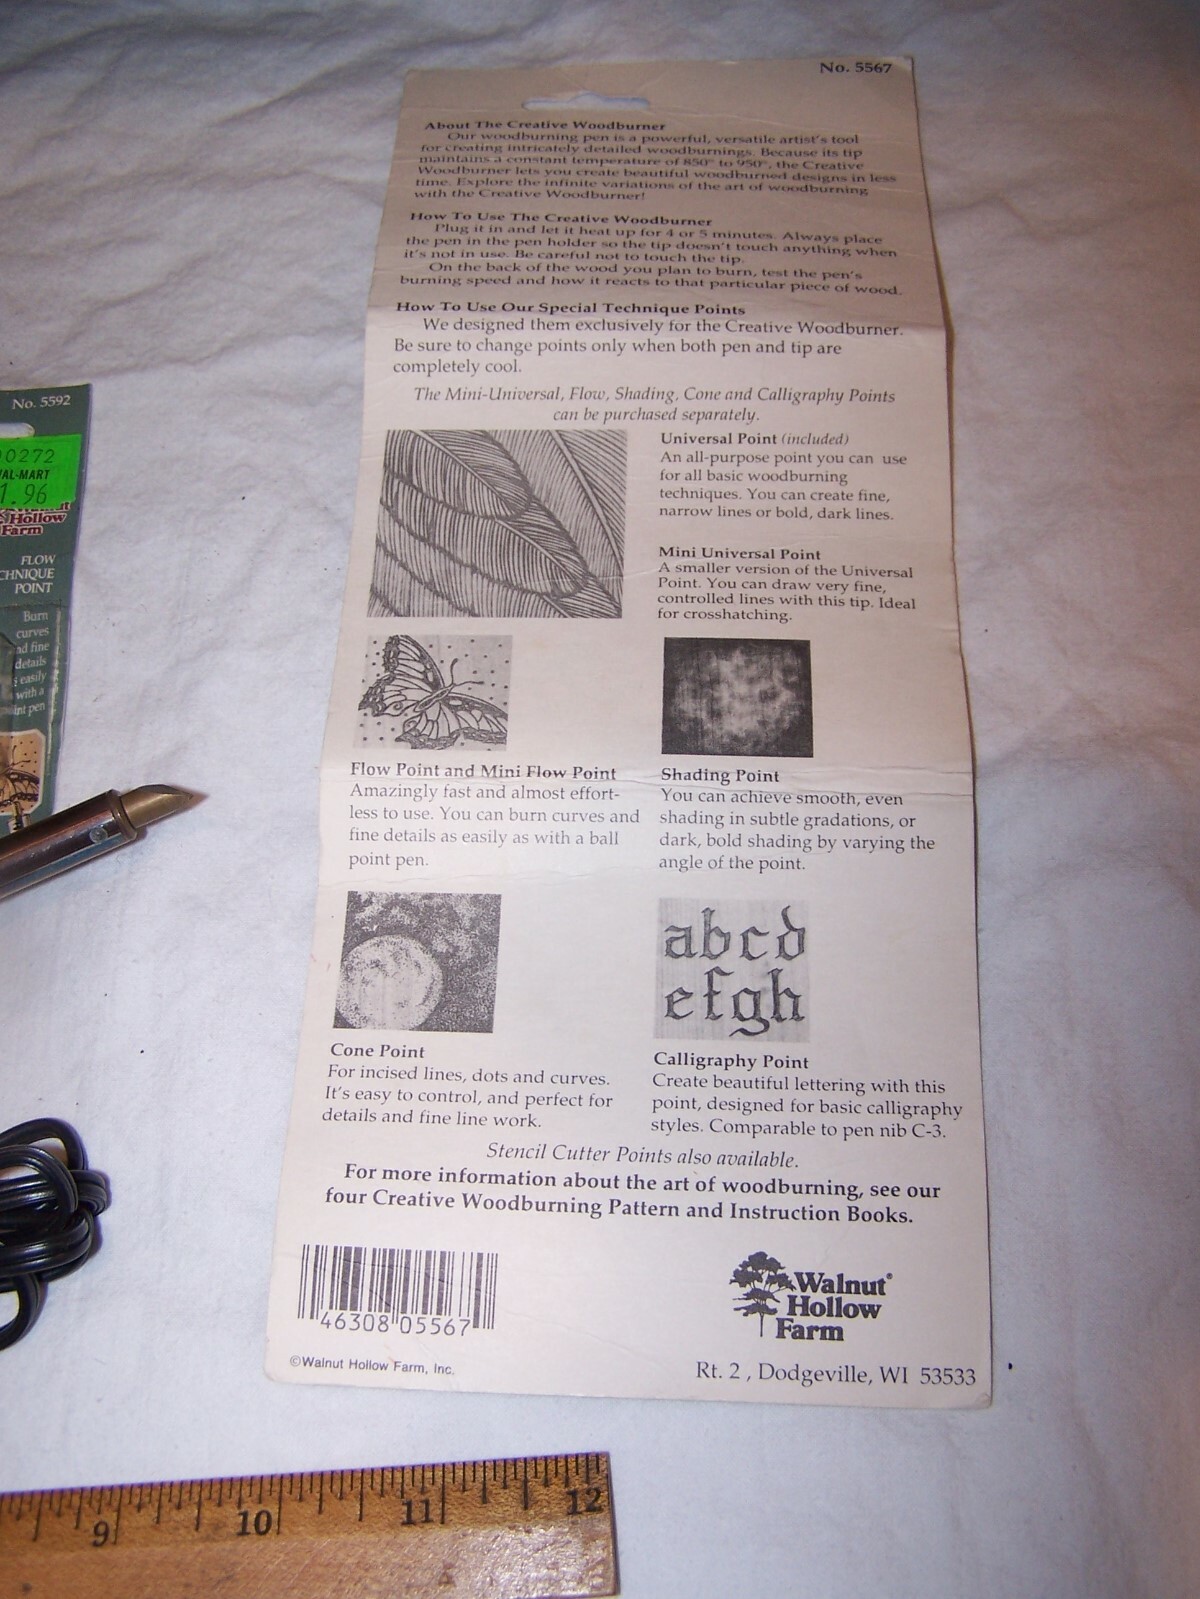 No. 5567
About The Creative Woodburner
Our woodburning pen is a powerful, versatile artist's tool
for creating intricately detailed woodburnings. Because its tip
maintains a constant temperature of 850° to 950°, the Creative
Woodburner lets you create beautiful woodburned designs in less
time. Explore the infinite variations of the art of woodburning
with the Creative Woodburner!
How To Use The Creative Woodburner
Plug it in and let it heat up for 4 or 5 minutes. Always place
the pen in the pen holder so the tip doesn't touch anything when
it's not in use. Be careful not to touch the tip.
On the back of the wood you plan to burn, test the pen's
burning speed and how it reacts to that particular piece of wood.
How To Use Our Special Technique Points
We designed them exclusively for the Creative Woodburner.
Be sure to change points only when both pen and tip are
completely cool.
The Mini-Universal, Flow, Shading, Cone and Calligraphy Points
can be purchased separately.
Universal Point (included)
An all-purpose point you can use
for all basic woodburning
techniques. You can create fine,
narrow lines or bold, dark lines.
Mini Universal Point
A smaller version of the Universal
Point. You can draw very fine,
controlled lines with this tip. Ideal
for crosshatching.
Flow Point and Mini Flow Point
Amazingly fast and almost effort-
less to use. You can burn curves and
fine details as easily as with a ball
point pen.
Shading Point
You can achieve smooth, even
shading in subtle gradations, or
dark, bold shading by varying the
angle of the point.
Cone Point
For incised lines, dots and curves.
It's easy to control, and perfect for
details and fine line work.
abcd
efgh
Calligraphy Point
Create beautiful lettering with this
point, designed for basic calligraphy
styles. Comparable to pen nib C-3.
Stencil Cutter Points also available.
For more information about the art of woodburning, see our
four Creative Woodburning Pattern and Instruction Books.
46308 05567
©Walnut Hollow Farm, Inc.
Walnut®
Hollow
Farm
Rt. 2 , Dodgeville, WI 53533
No. 5592
00272
WAL-MART
1.96
Hollow
Farm
FLOW
CHNIQUE
POINT
Burn
curves
nd fine
details
easily
with a
int pen
9 10 11 12